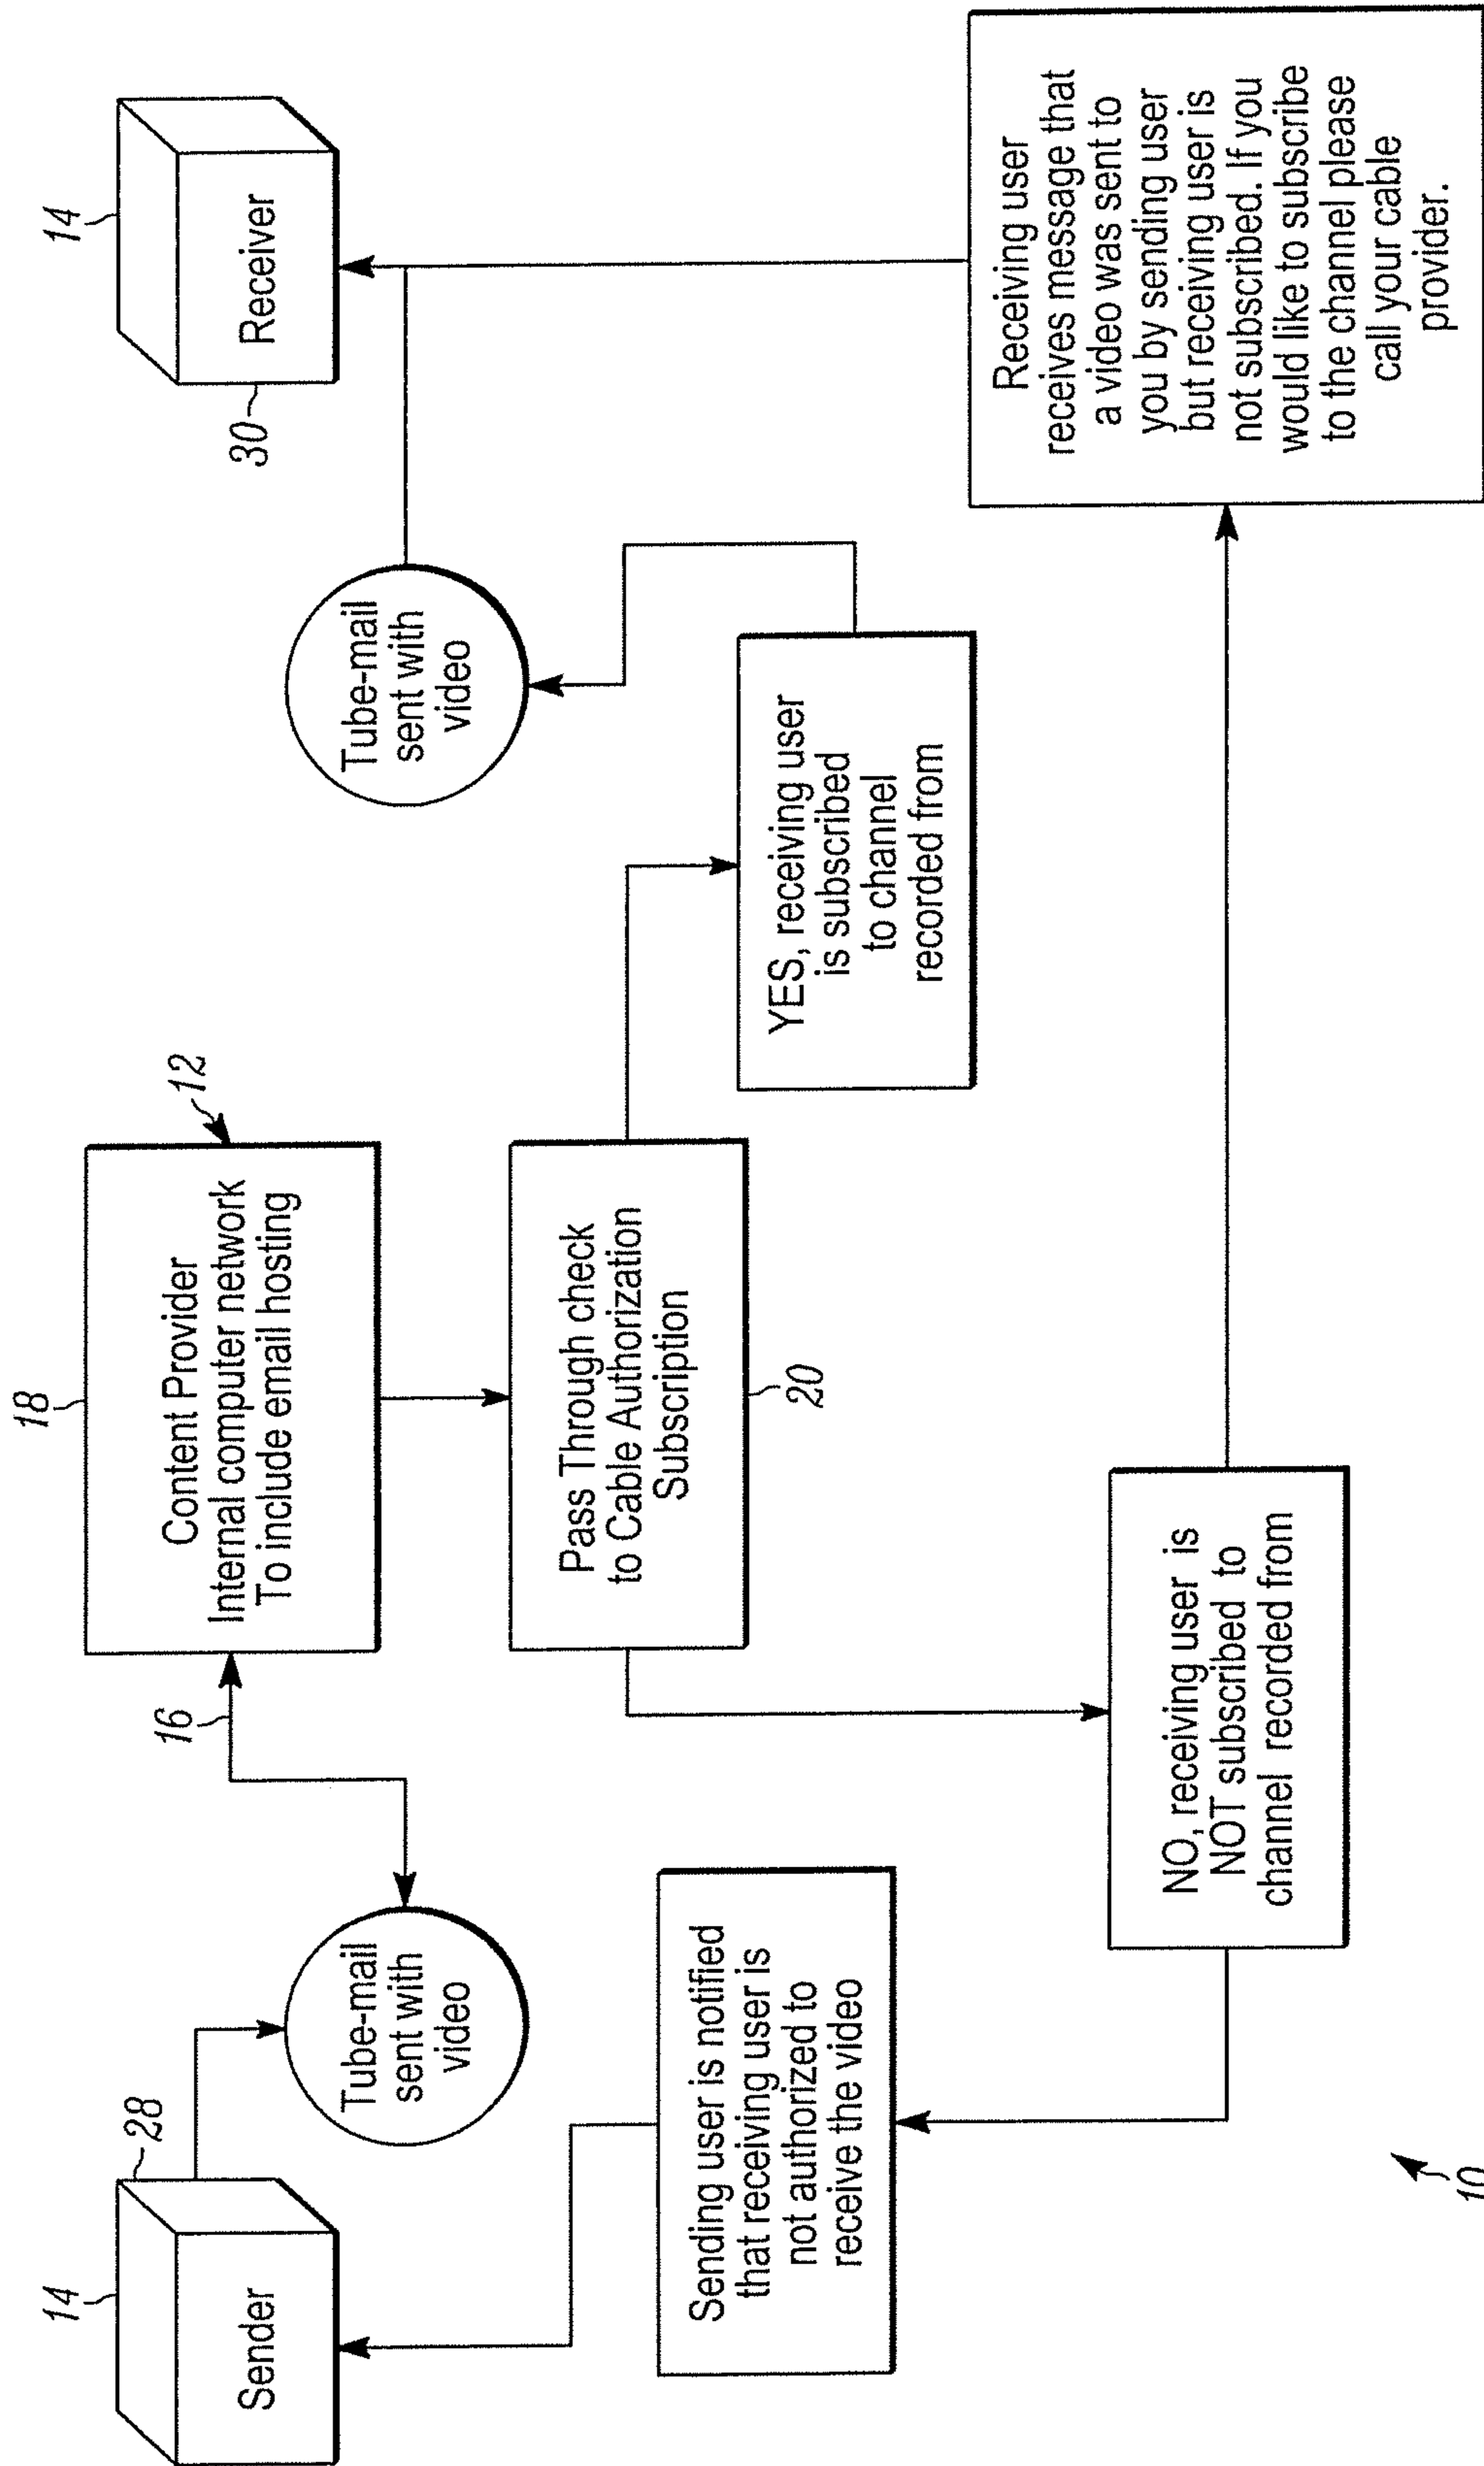 14
28
Sender
Tube-mail
sent with
video
16
18
12
Content Provider
Internal computer network
To include email hosting
14
30
Receiver
Tube-mail
sent with
video
Pass Through check
to Cable Authorization
Subscription
20
Sending user is notified
that receiving user is
not authorized to
receive the video
YES, receiving user
is subscribed
to channel
recorded from
NO, receiving user is
NOT subscribed to
channel recorded from
Receiving user
receives message that
a video was sent to
you by sending user
but receiving user is
not subscribed. If you
would like to subscribe
to the channel please
call your cable
provider.
10